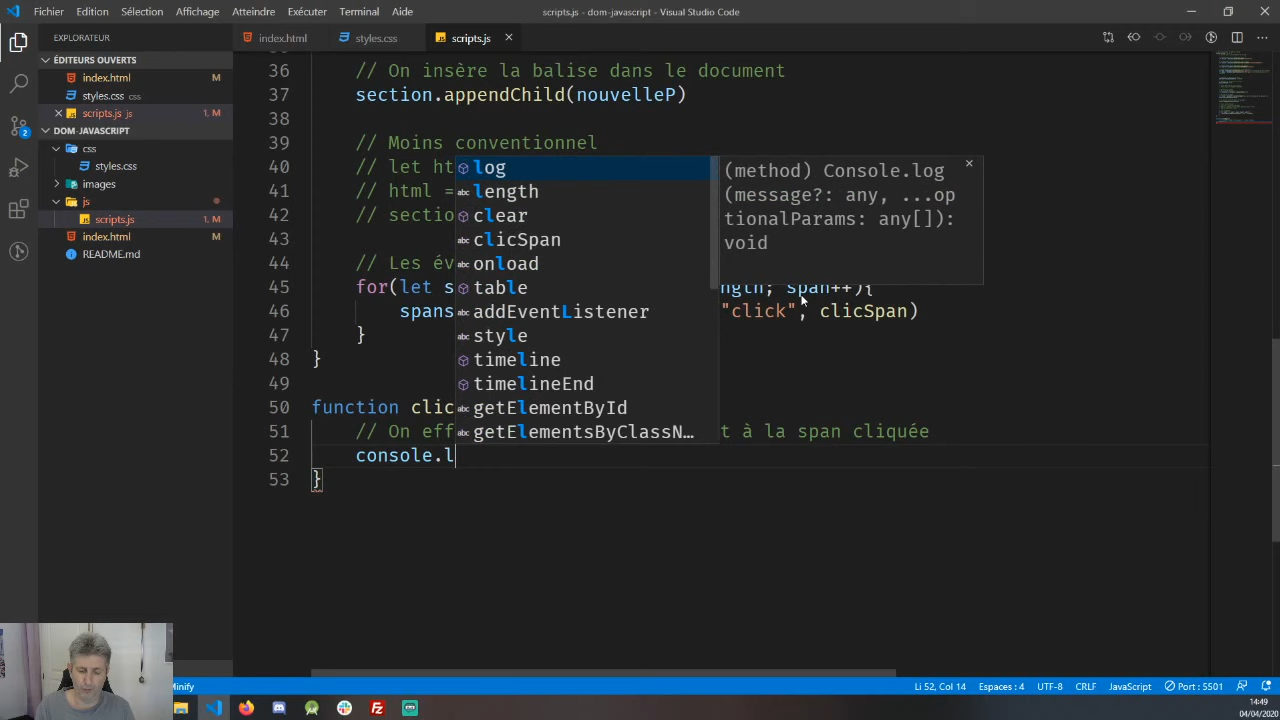 Fichier Edition Sélection Affichage Atteindre Exécuter Terminal Aide
scripts.js - dom-javascript - Visual Studio Code
EXPLORATEUR
ÉDITEURS OUVERTS
index.html M
styles.css css
scripts.js js 1, M
DOM-JAVASCRIPT
css
styles.css
images
js
scripts.js 1, M
index.html M
README.md
2
index.html
styles.css
scripts.js
36 // On insère la balise dans le document
37 section.appendChild(nouvelleP)
38
39 // Moins conventionnel
40 // let ht
41 // html =
42 // sectio
43
44 // Les év
45 for(let s ngth; span++){
46 spans "click", clicSpan)
47 }
48 }
49
50 function clic
51 // On eff t à la span cliquée
52 console.l
53 }
log
length
clear
clicSpan
onload
table
addEventListener
style
timeline
timelineEnd
getElementById
getElementsByClassN…
(method) Console.log
(message?: any, ...op
tionalParams: any[]):
void
Minify
Li 52, Col 14 Espaces : 4 UTF-8 CRLF JavaScript Port : 5501
14:49
04/04/2020